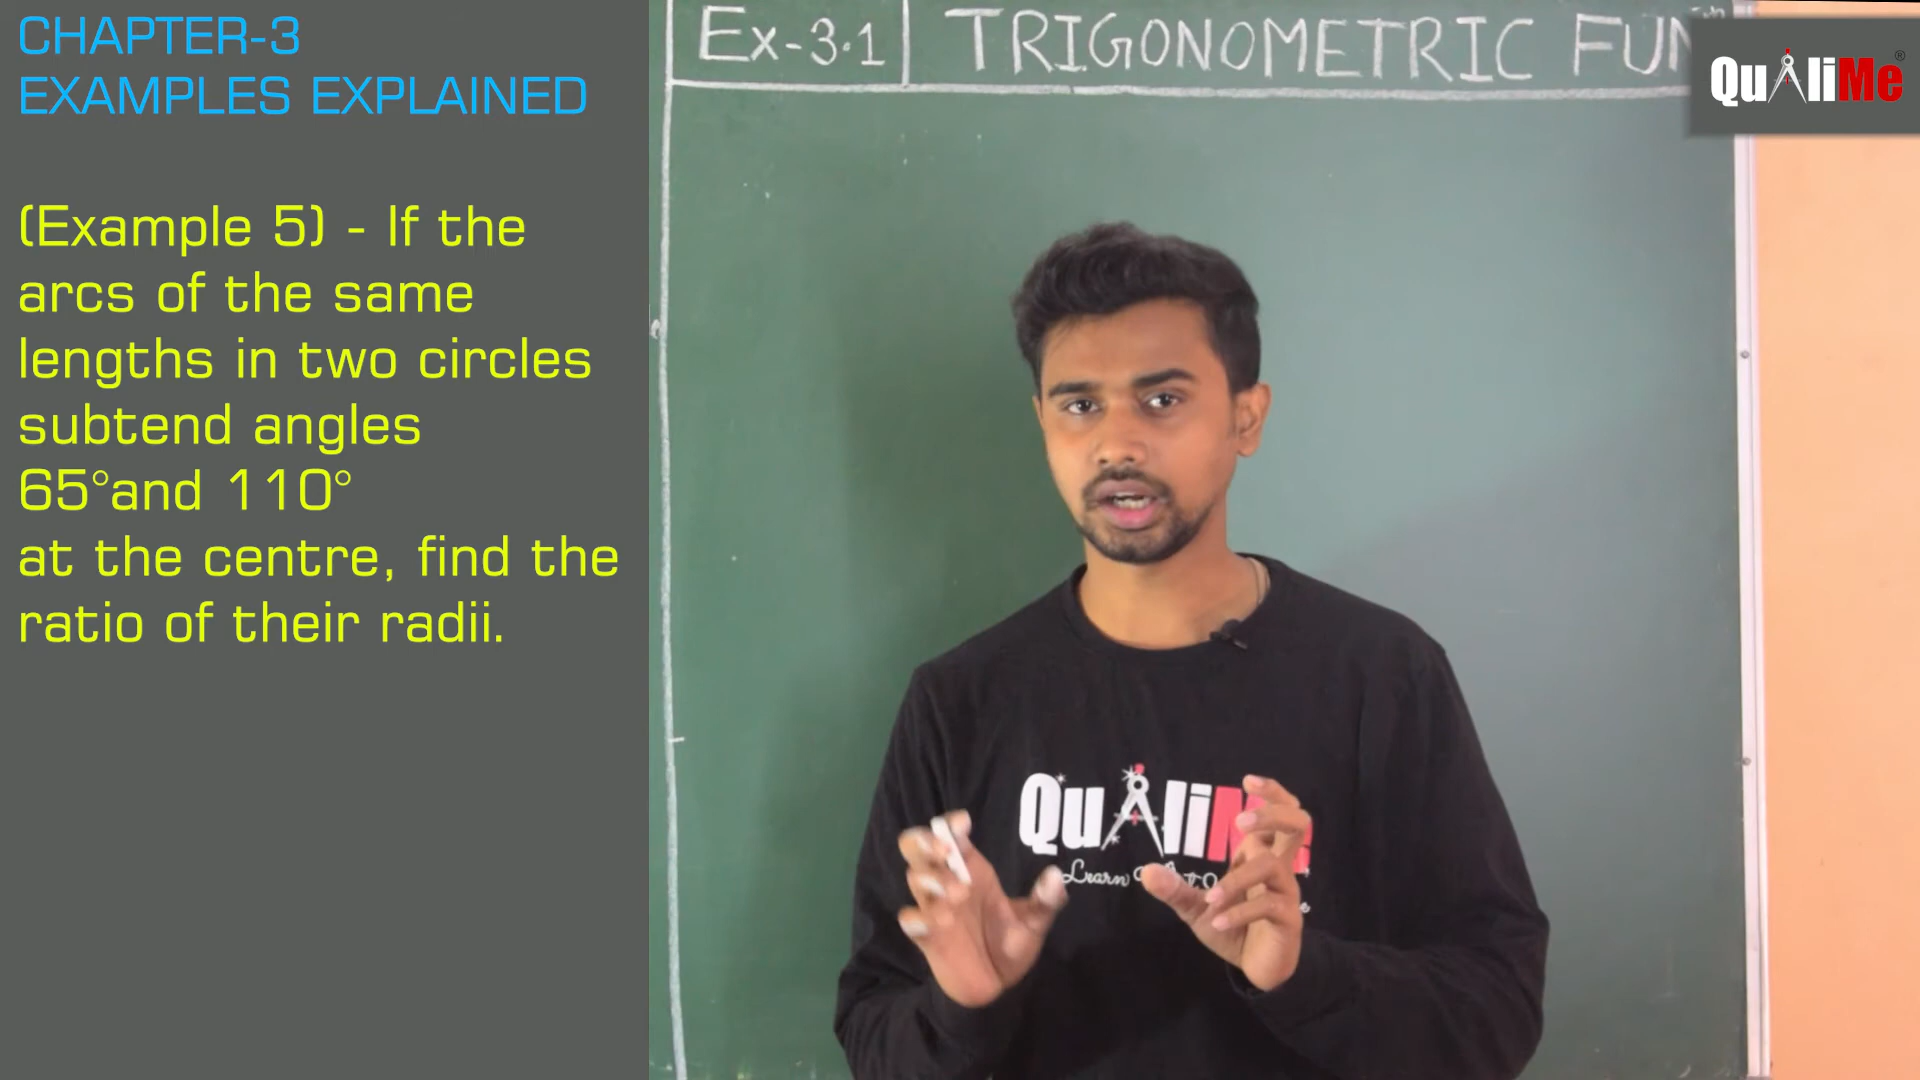 CHAPTER-3
EXAMPLES EXPLAINED
(Example 5) - If the
arcs of the same
lengths in two circles
subtend angles
65°and 110°
at the centre, find the
ratio of their radii.
Ex-3.1 TRIGONOMETRIC FUN
QualiMe®
QualiMe
Learn